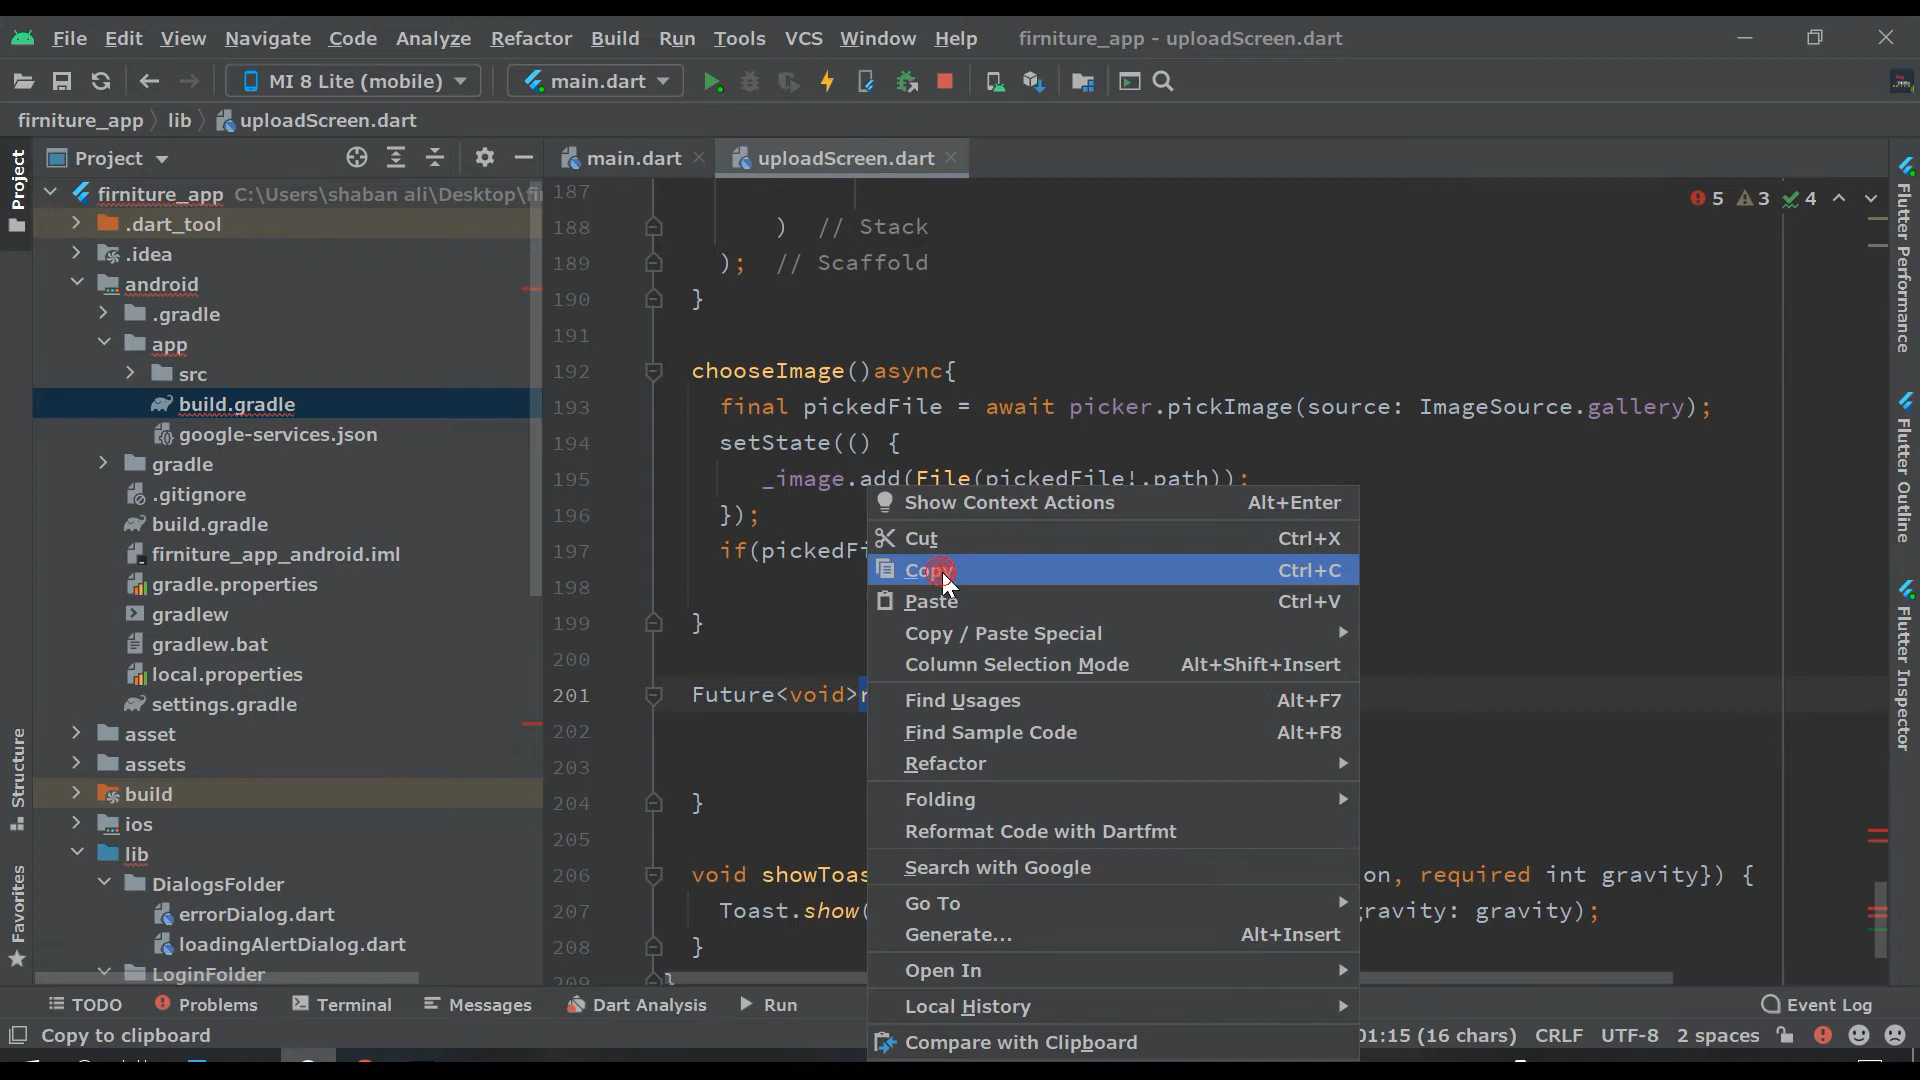 File Edit View Navigate Code Analyze Refactor Build Run Tools VCS Window Help firniture_app - uploadScreen.dart
MI 8 Lite (mobile) main.dart
firniture_app lib uploadScreen.dart
Project
main.dart
uploadScreen.dart
firniture_app C:\Users\shaban ali\Desktop\fi
.dart_tool
.idea
android
.gradle
app
src
build.gradle
google-services.json
gradle
.gitignore
build.gradle
firniture_app_android.iml
gradle.properties
gradlew
gradlew.bat
local.properties
settings.gradle
asset
assets
build
ios
lib
DialogsFolder
errorDialog.dart
loadingAlertDialog.dart
LoginFolder
Project
Structure
Favorites
5 3 4
187
188 ) // Stack
189 ); // Scaffold
190 }
191
192 chooseImage()async{
193 final pickedFile = await picker.pickImage(source: ImageSource.gallery);
194 setState(() {
195 _image.add(File(pickedFile!.path));
196 });
197 if(pickedFi
198
199 }
200
201 Future<void>r
202
203
204 }
205
206 void showToas on, required int gravity}) {
207 Toast.show( ravity: gravity);
208 }
209
Show Context Actions Alt+Enter
Cut Ctrl+X
Copy Ctrl+C
Paste Ctrl+V
Copy / Paste Special
Column Selection Mode Alt+Shift+Insert
Find Usages Alt+F7
Find Sample Code Alt+F8
Refactor
Folding
Reformat Code with Dartfmt
Search with Google
Go To
Generate... Alt+Insert
Open In
Local History
Compare with Clipboard
Flutter Performance
Flutter Outline
Flutter Inspector
TODO Problems Terminal Messages Dart Analysis Run Event Log
Copy to clipboard 01:15 (16 chars) CRLF UTF-8 2 spaces